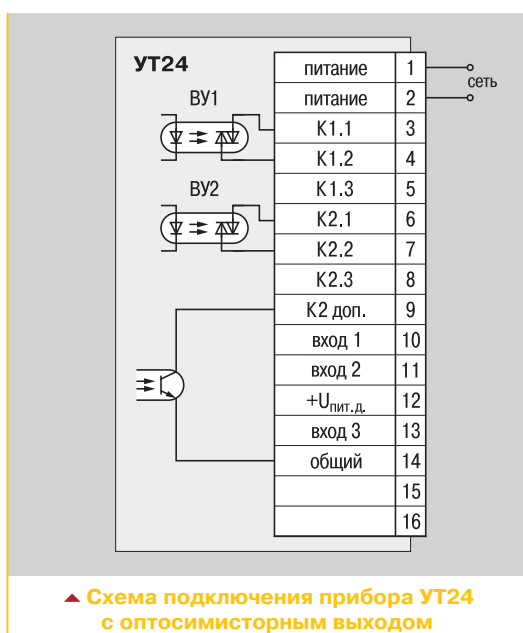 УТ24
питание 1
сеть
питание 2
ВУ1
К1.1 3
К1.2 4
К1.3 5
ВУ2
К2.1 6
К2.2 7
К2.3 8
К2 доп. 9
вход 1 10
вход 2 11
+Uпит.д. 12
вход 3 13
общий 14
15
16
Схема подключения прибора УТ24
с оптосимисторным выходом